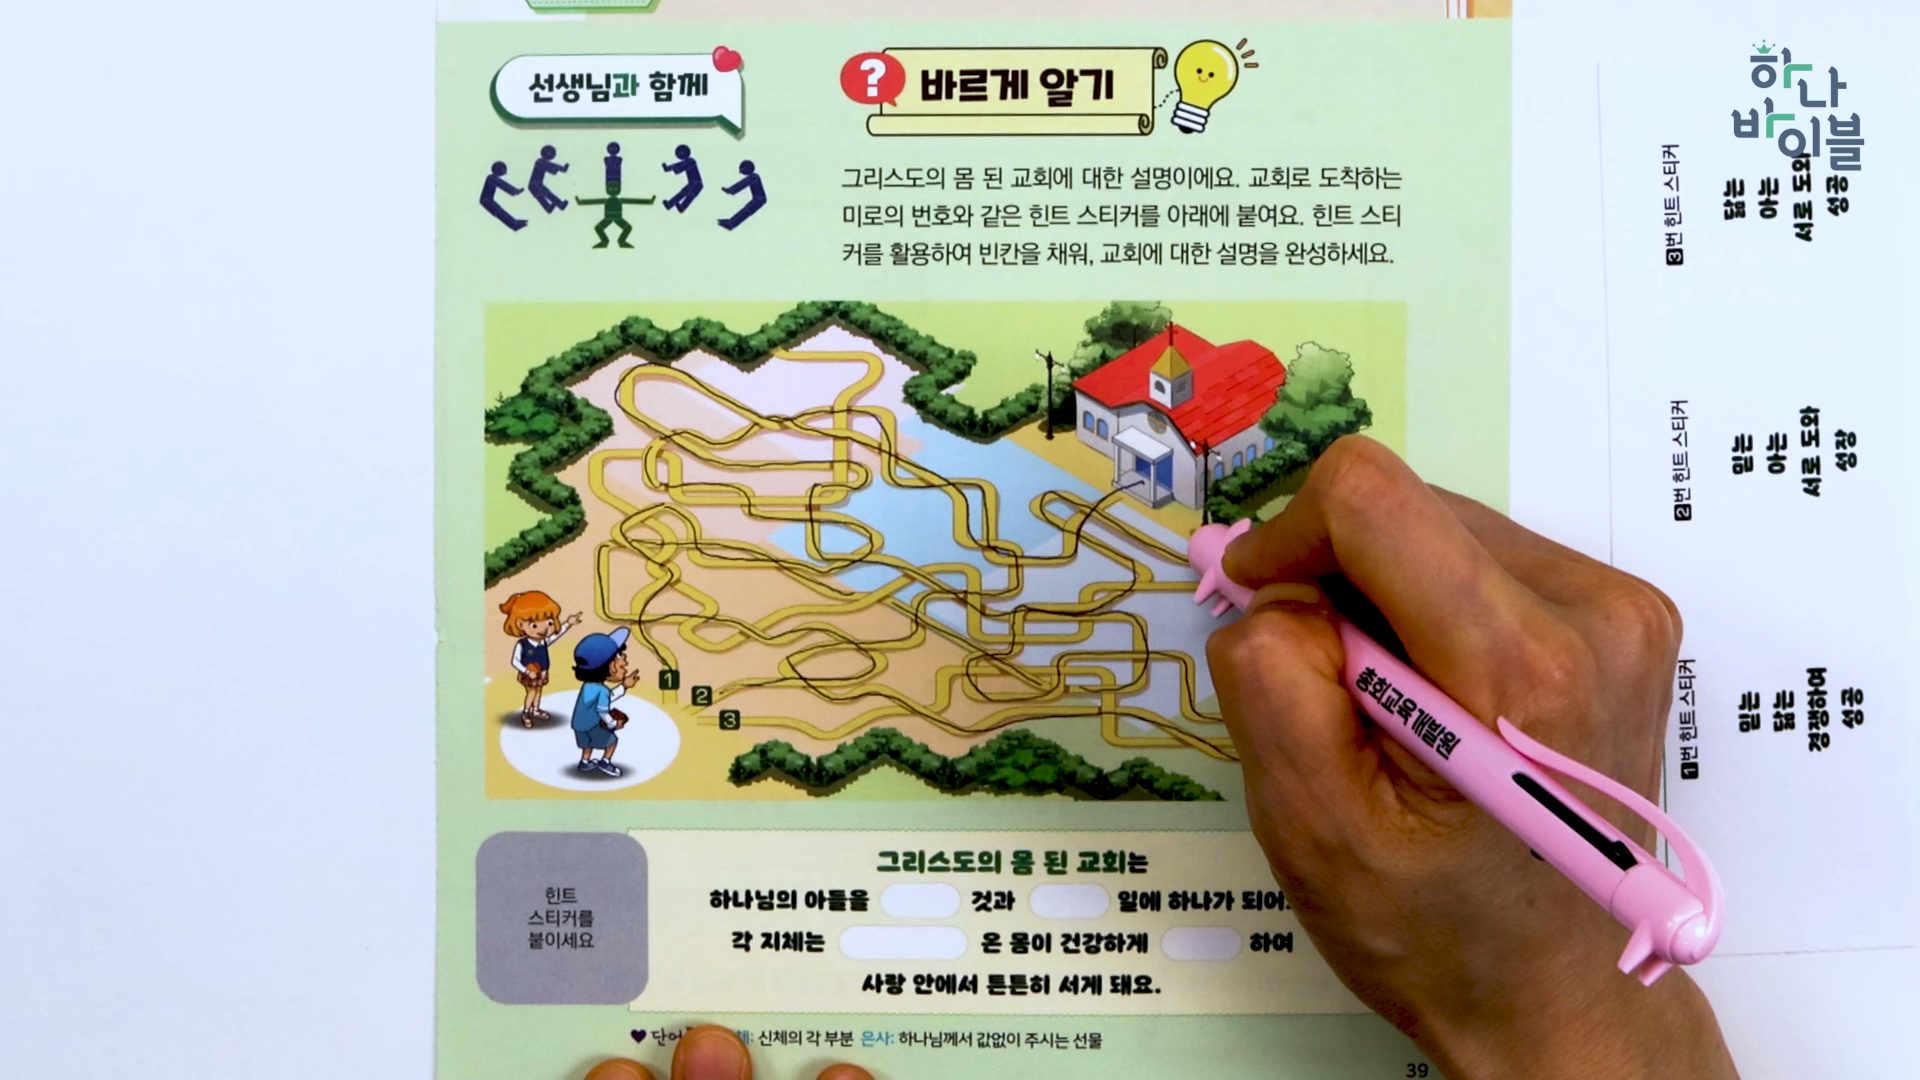 선생님과 함께
바르게 알기
그리스도의 몸 된 교회에 대한 설명이에요. 교회로 도착하는
미로의 번호와 같은 힌트 스티커를 아래에 붙여요. 힌트 스티
커를 활용하여 빈칸을 채워, 교회에 대한 설명을 완성하세요.
1
2
3
힌트
스티커를
붙이세요
그리스도의 몸 된 교회는
하나님의 아들을 것과 일에 하나가 되어
각 지체는 온 몸이 건강하게 하여
사랑 안에서 튼튼히 서게 돼요.
단어 신체의 각 부분 은사: 하나님께서 값없이 주시는 선물
39
총회교육개발원
하나
바이블
3번 힌트 스티커
닮는
아는
서로 도와
성공
2번 힌트 스티커
믿는
아는
서로 도와
성장
1번 힌트 스티커
믿는
닮는
경쟁하여
성공